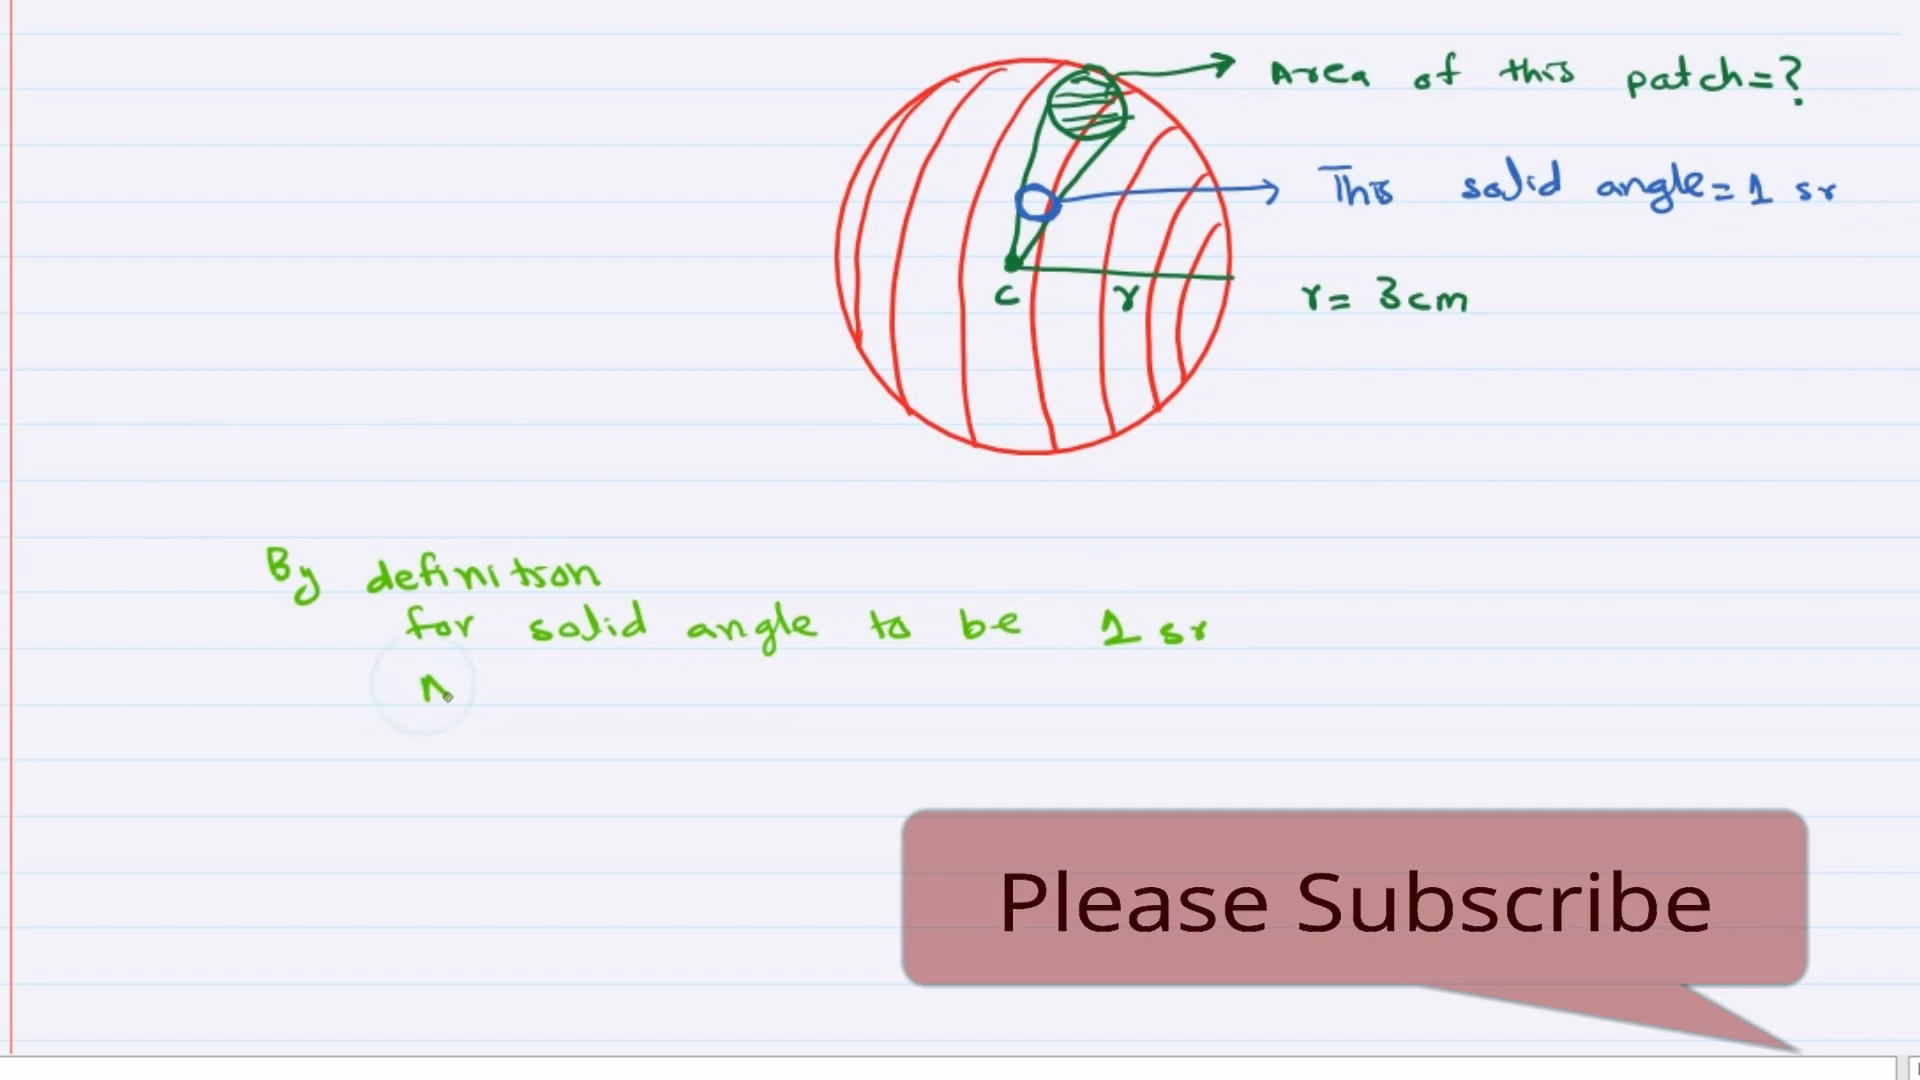 Area of this patch=?
This solid angle=1 sr
C r r= 3cm
By definition
for solid angle to be 1 sr
Please Subscribe